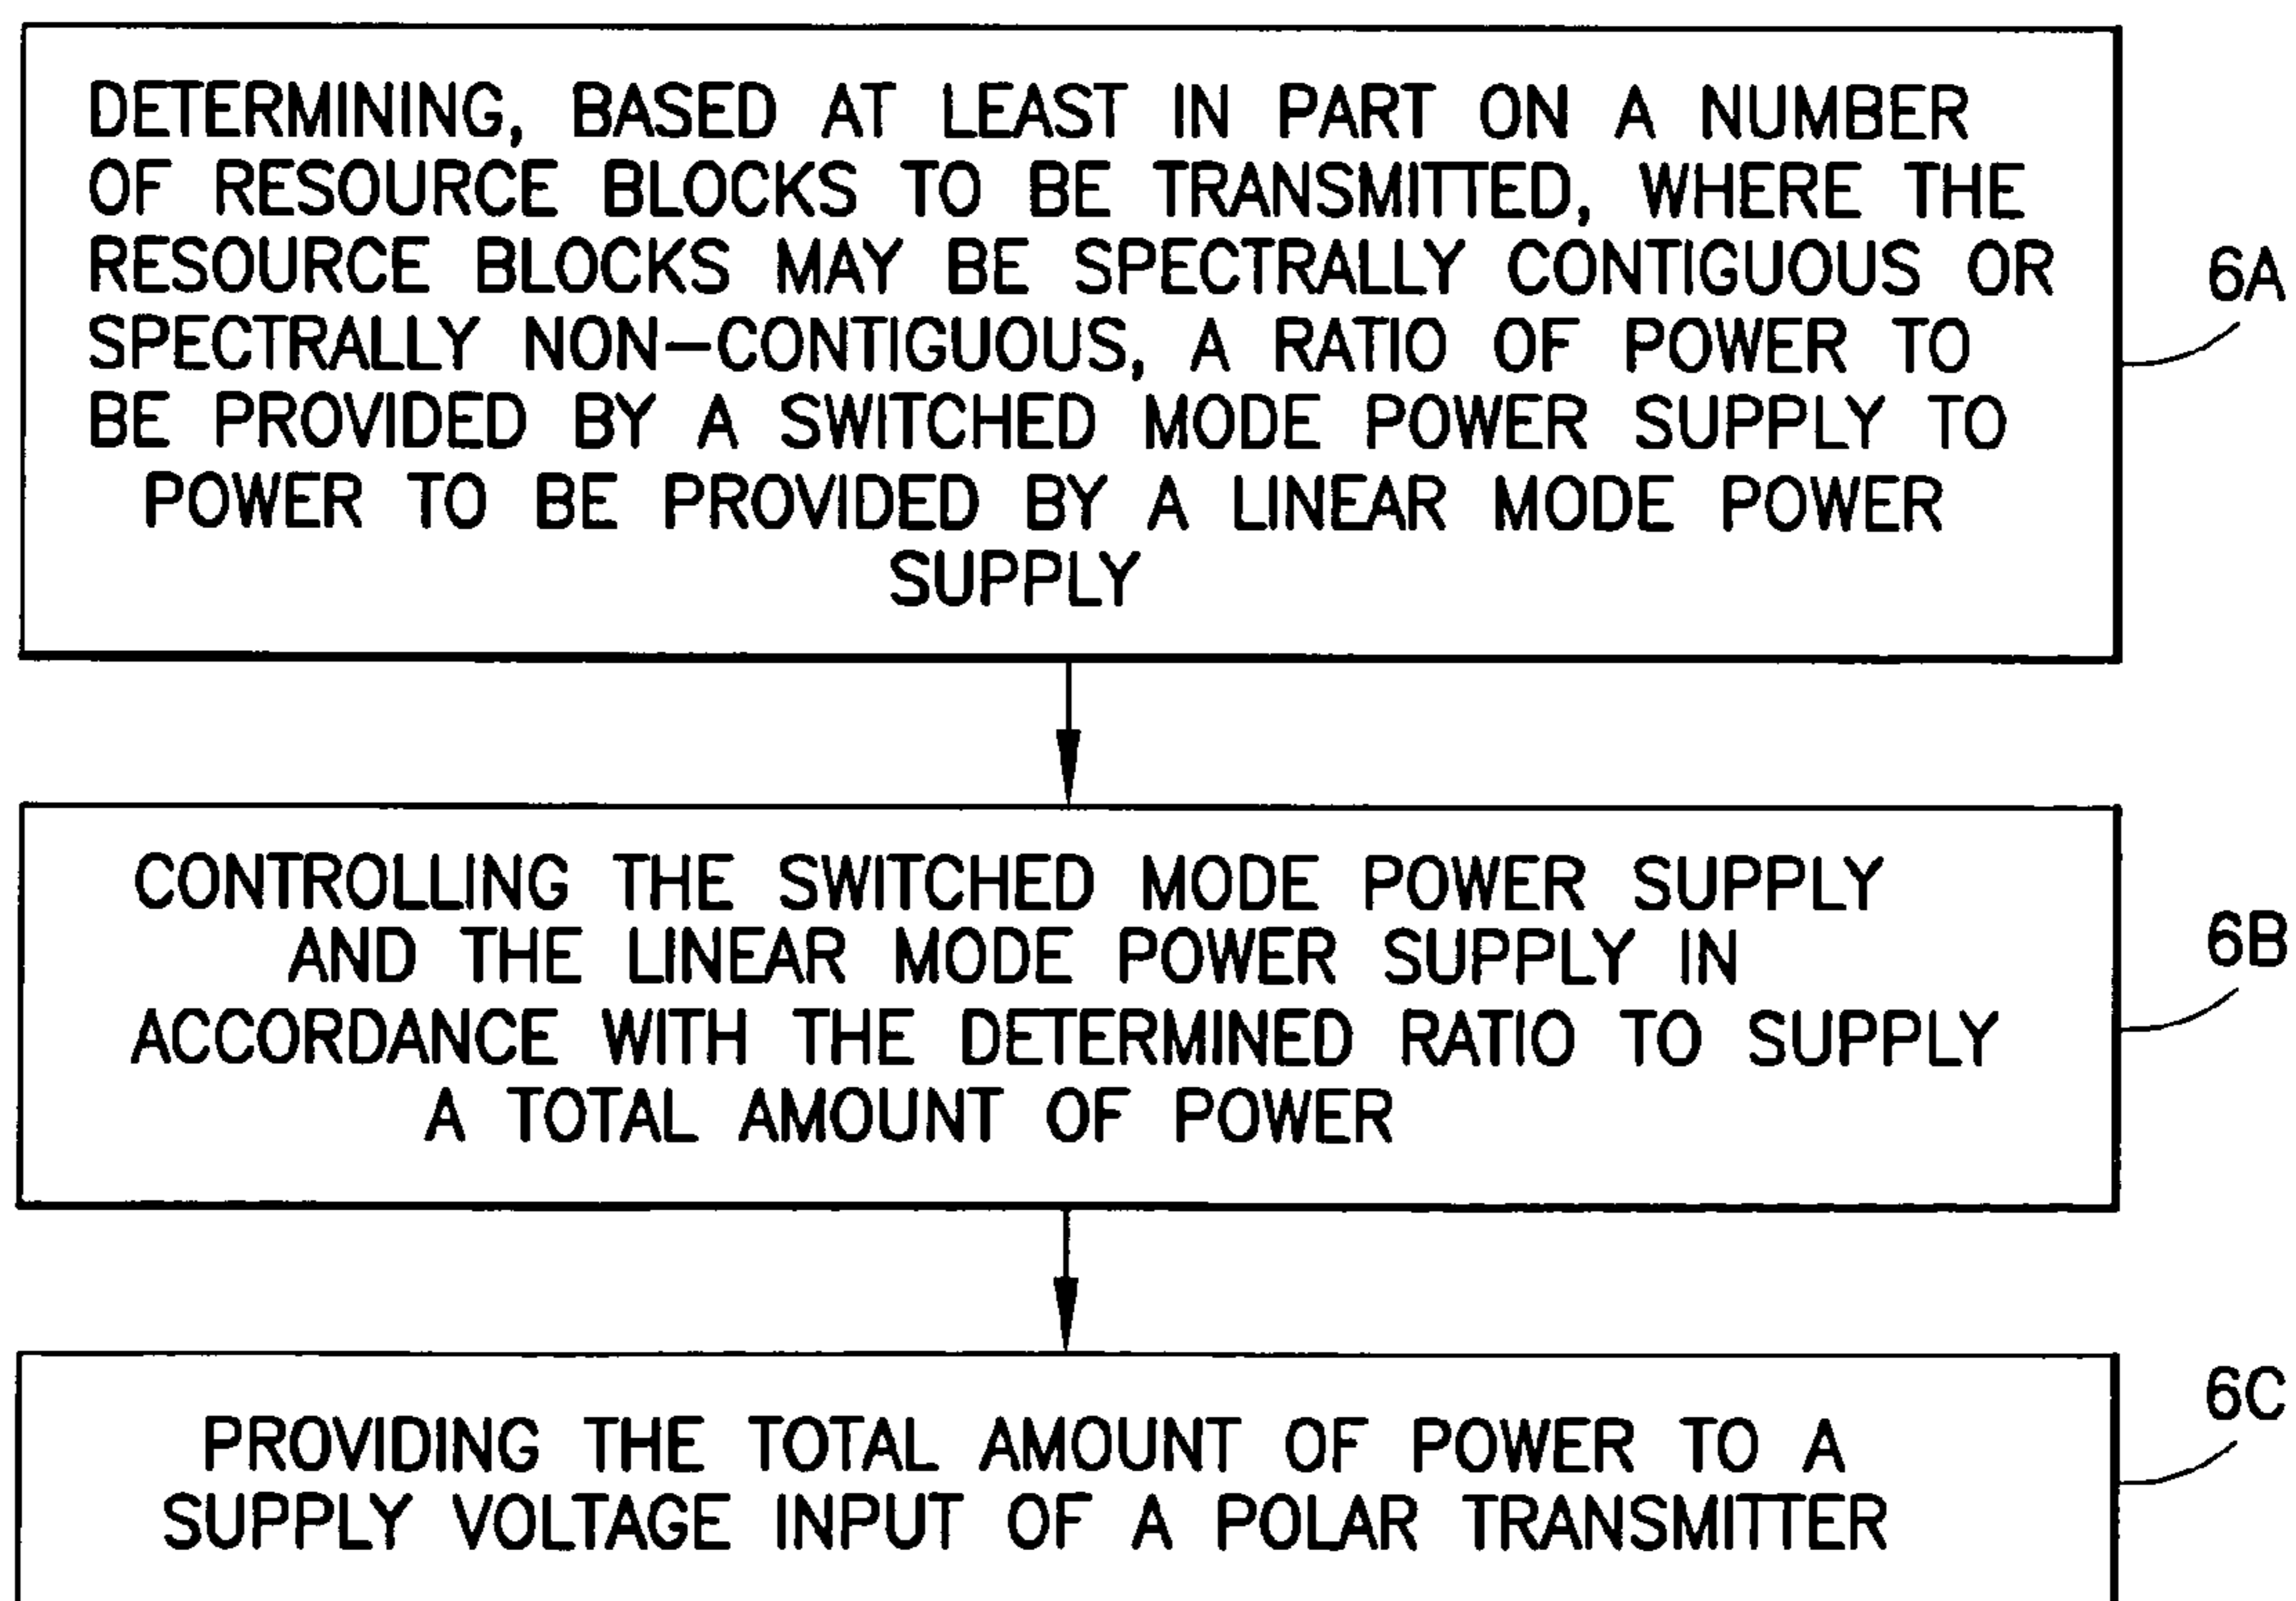 DETERMINING, BASED AT LEAST IN PART ON A NUMBER
OF RESOURCE BLOCKS TO BE TRANSMITTED, WHERE THE
RESOURCE BLOCKS MAY BE SPECTRALLY CONTIGUOUS OR
SPECTRALLY NON-CONTIGUOUS, A RATIO OF POWER TO
BE PROVIDED BY A SWITCHED MODE POWER SUPPLY TO
POWER TO BE PROVIDED BY A LINEAR MODE POWER
SUPPLY
6A
CONTROLLING THE SWITCHED MODE POWER SUPPLY
AND THE LINEAR MODE POWER SUPPLY IN
ACCORDANCE WITH THE DETERMINED RATIO TO SUPPLY
A TOTAL AMOUNT OF POWER
6B
PROVIDING THE TOTAL AMOUNT OF POWER TO A
SUPPLY VOLTAGE INPUT OF A POLAR TRANSMITTER
6C